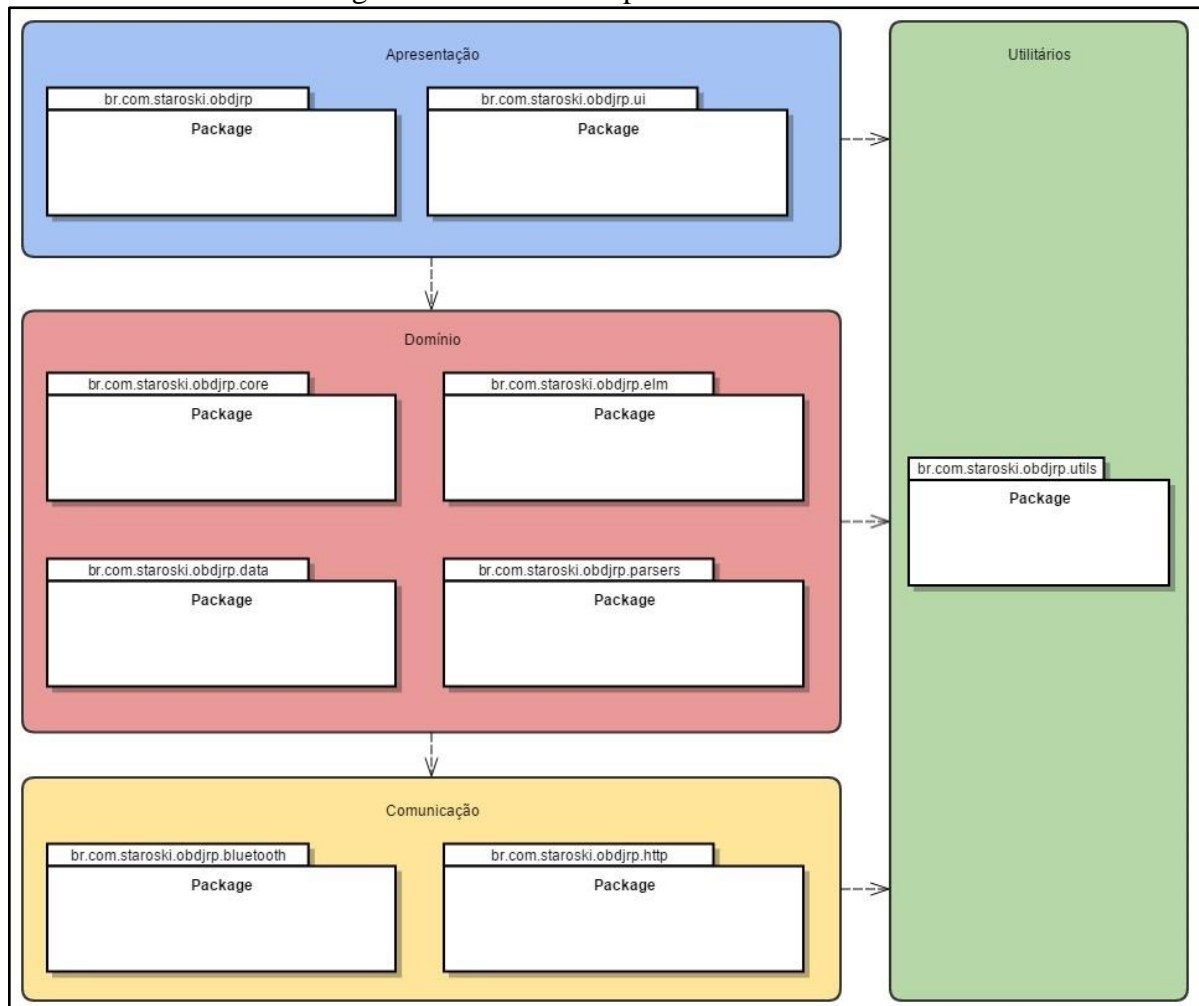 Apresentação
br.com.staroski.obdjrp
Package
br.com.staroski.obdjrp.ui
Package
Utilitários
br.com.staroski.obdjrp.utils
Package
Domínio
br.com.staroski.obdjrp.core
Package
br.com.staroski.obdjrp.elm
Package
br.com.staroski.obdjrp.data
Package
br.com.staroski.obdjrp.parsers
Package
Comunicação
br.com.staroski.obdjrp.bluetooth
Package
br.com.staroski.obdjrp.http
Package